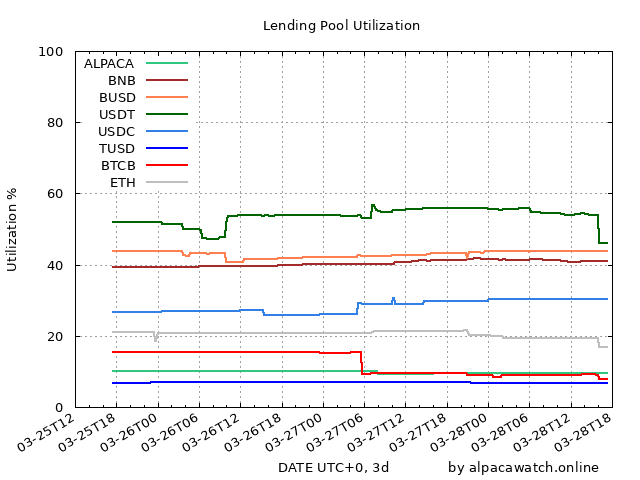 Lending Pool Utilization
100
80
60
40
20
0
Utilization %
ALPACA
BNB
BUSD
USDT
USDC
TUSD
BTCB
ETH
03-25T12
03-25T18
03-26T00
03-26T06
03-26T12
03-26T18
03-27T00
03-27T06
03-27T12
03-27T18
03-28T00
03-28T06
03-28T12
03-28T18
DATE UTC+0, 3d
by alpacawatch.online